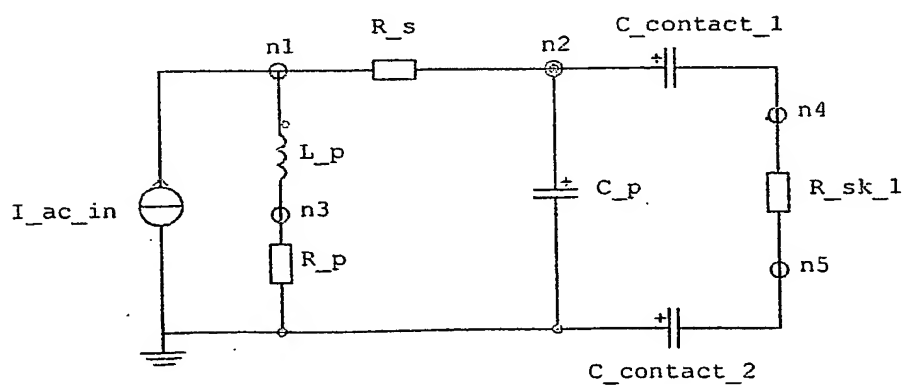 C_contact_1
R_s
n1
n2
n4
L_p
C_p
R_sk_1
I_ac_in
n3
R_p
n5
C_contact_2